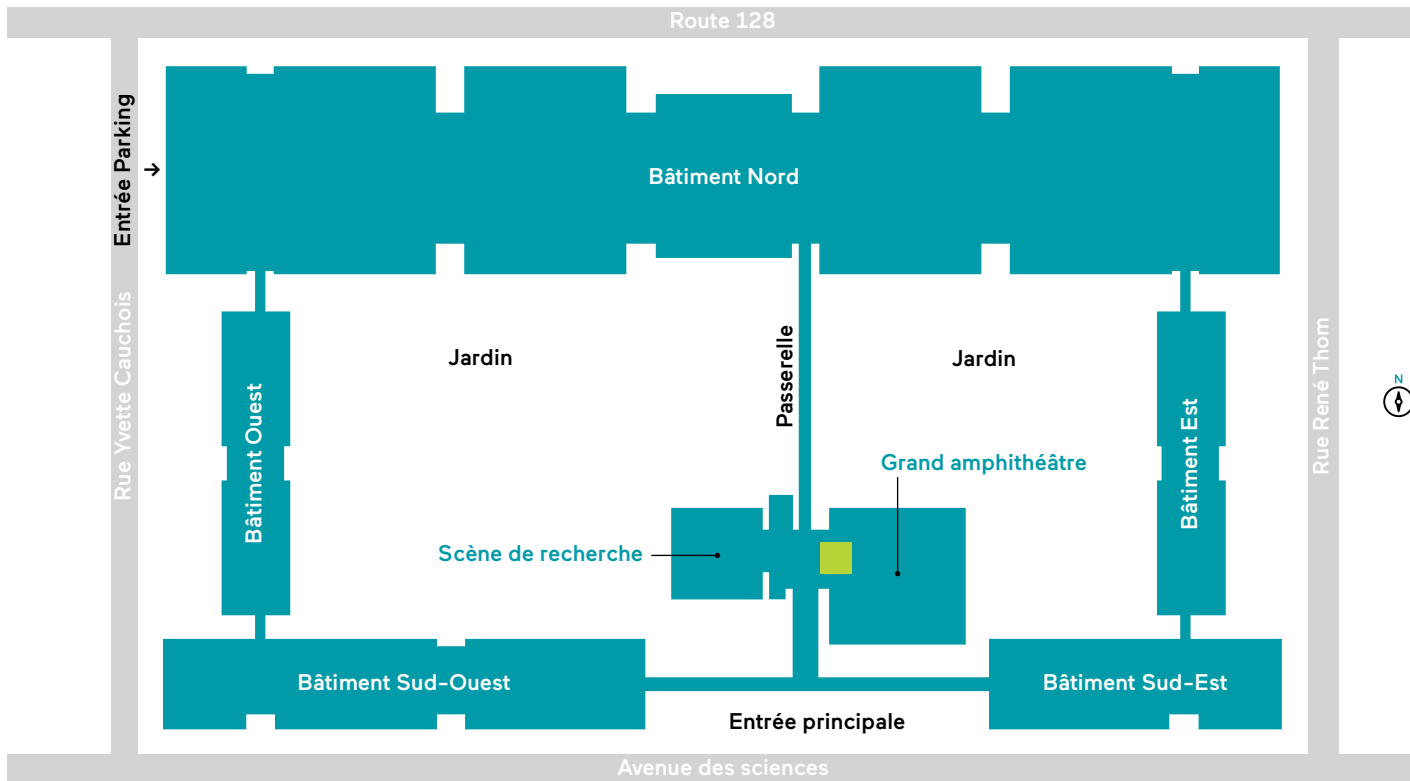 Route 128
Entrée Parking
→
Bâtiment Nord
Rue Yvette Cauchois
Jardin
Passerelle
Jardin
Rue René Thom
N
Bâtiment Ouest
Bâtiment Est
Grand amphithéâtre
Scène de recherche
Bâtiment Sud-Ouest
Bâtiment Sud-Est
Entrée principale
Avenue des sciences